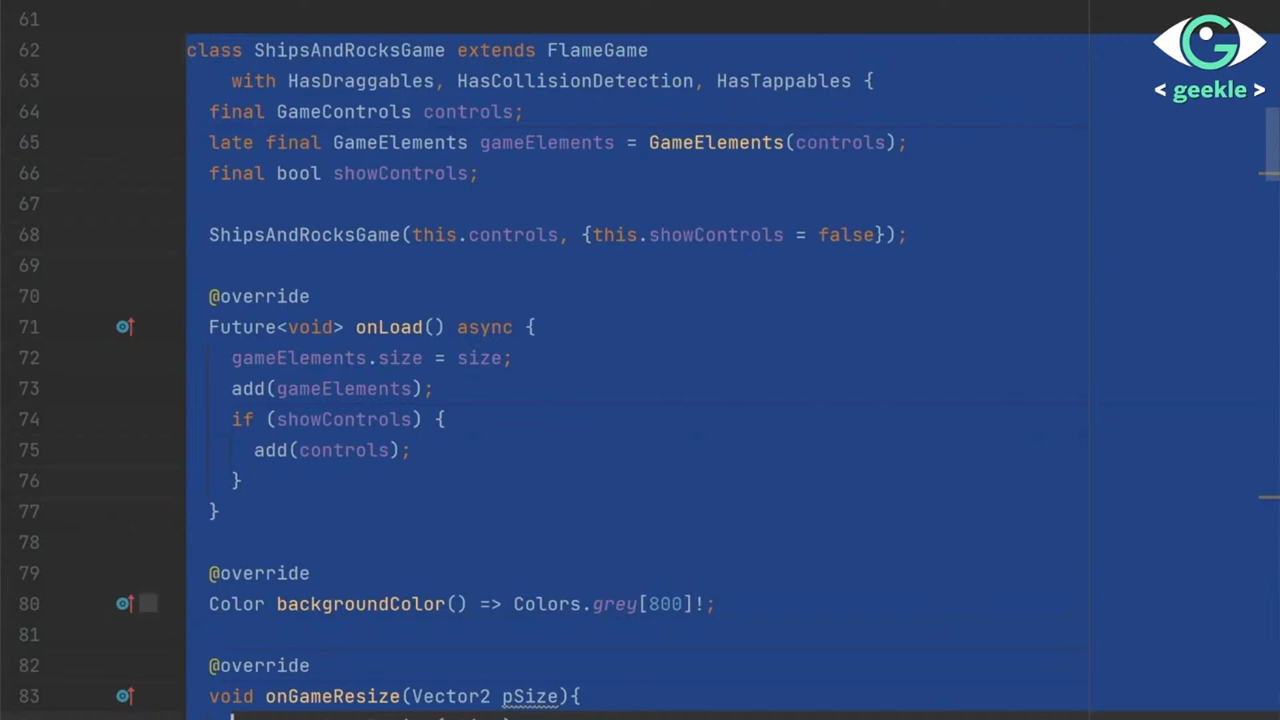 61
62 class ShipsAndRocksGame extends FlameGame
63 with HasDraggables, HasCollisionDetection, HasTappables {
64 final GameControls controls;
65 late final GameElements gameElements = GameElements(controls);
66 final bool showControls;
67
68 ShipsAndRocksGame(this.controls, {this.showControls = false});
69
70 @override
71 Future<void> onLoad() async {
72 gameElements.size = size;
73 add(gameElements);
74 if (showControls) {
75 add(controls);
76 }
77 }
78
79 @override
80 Color backgroundColor() => Colors.grey[800]!;
81
82 @override
83 void onGameResize(Vector2 pSize){
G
< geekle >